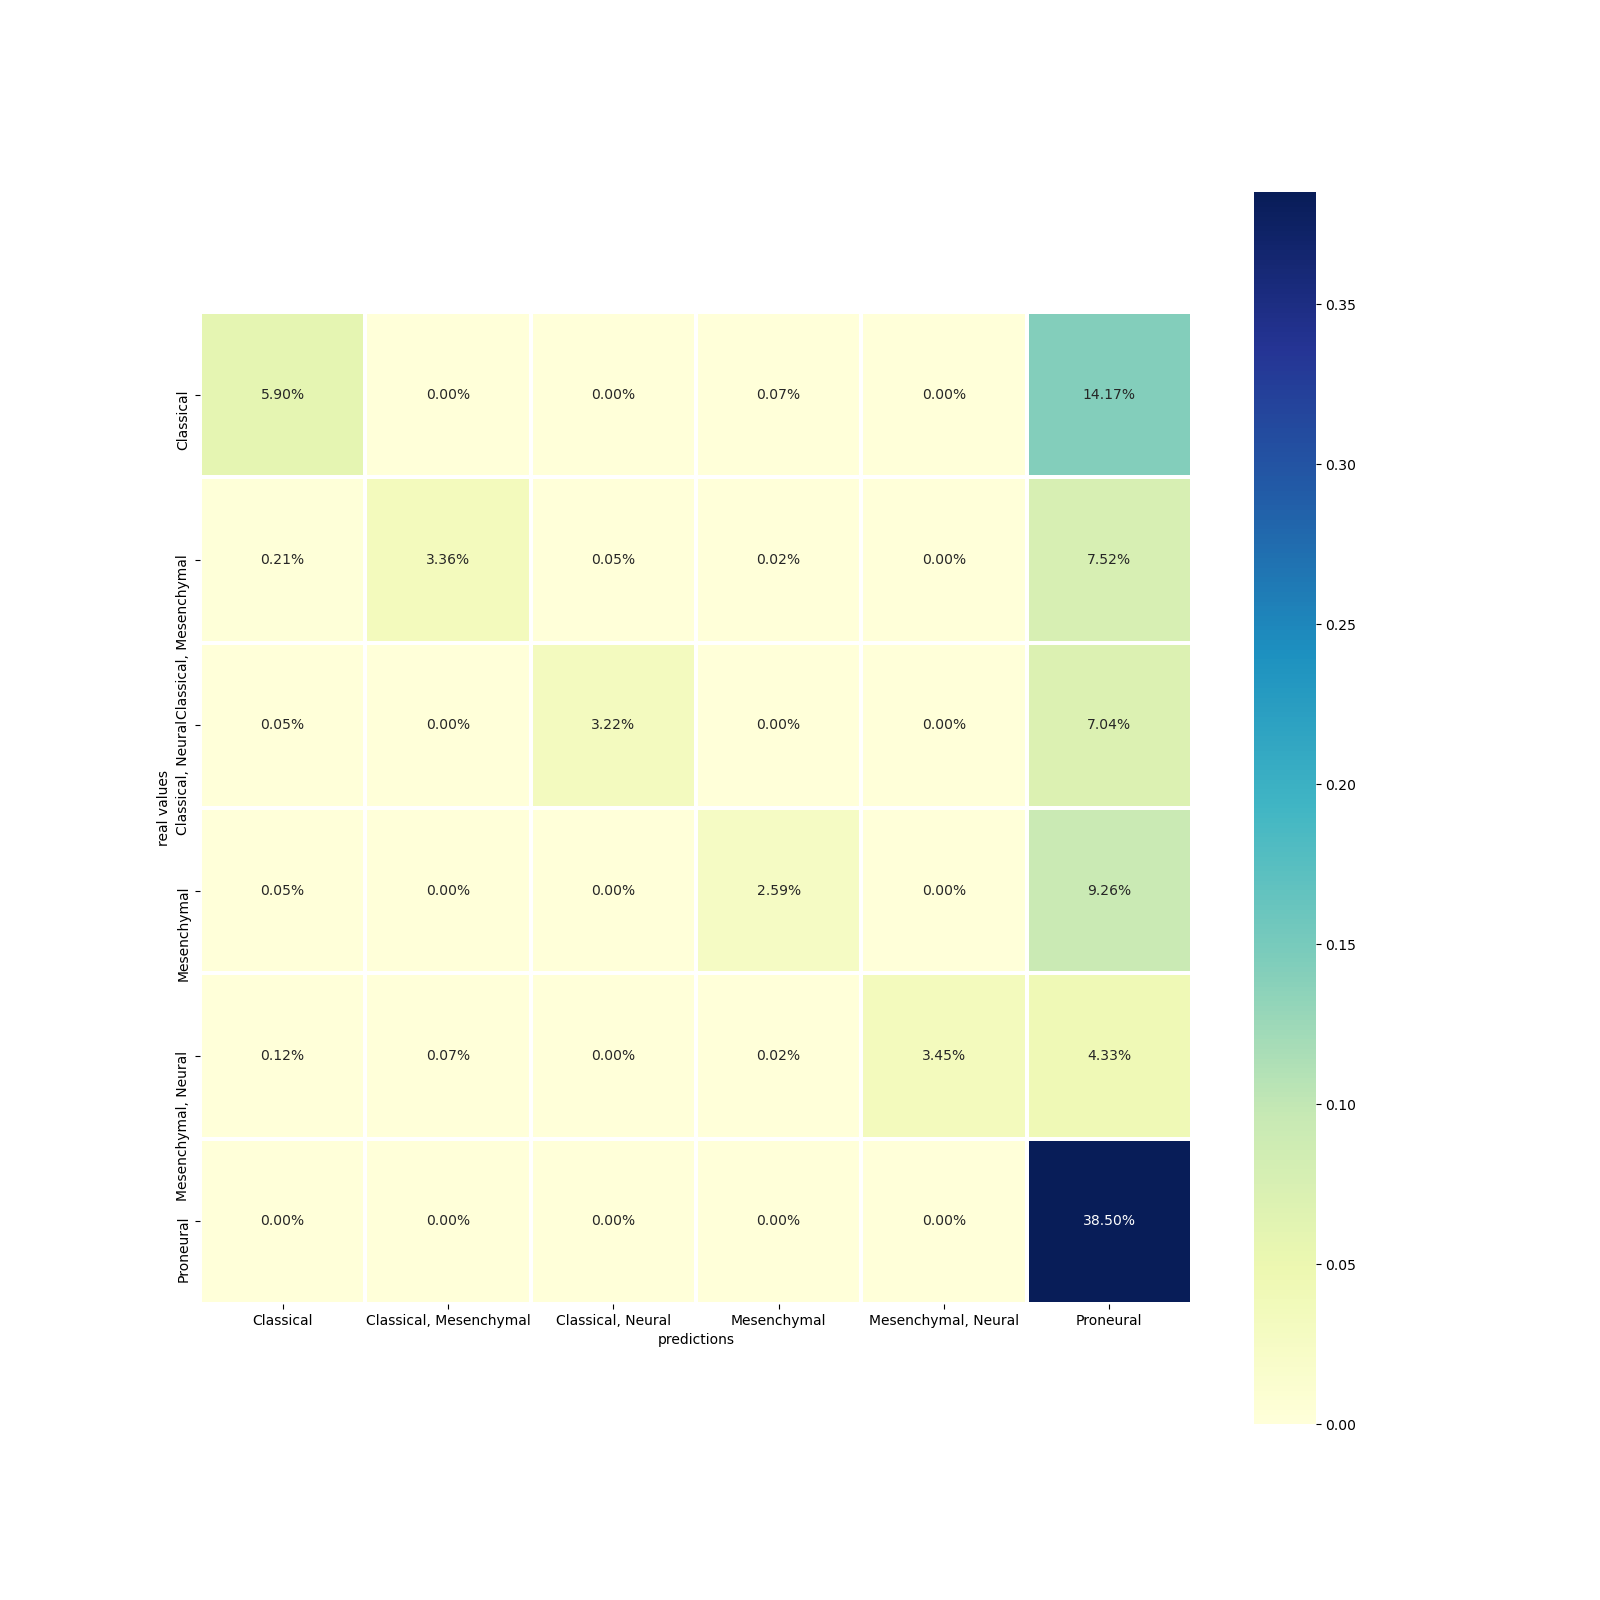 0.35
0.30
0.25
0.20
0.15
0.10
0.05
0.00
real values
Classical
Classical, Mesenchymal
Classical, Neural
Mesenchymal
Mesenchymal, Neural
Proneural
5.90% 0.00% 0.00% 0.07% 0.00% 14.17%
0.21% 3.36% 0.05% 0.02% 0.00% 7.52%
0.05% 0.00% 3.22% 0.00% 0.00% 7.04%
0.05% 0.00% 0.00% 2.59% 0.00% 9.26%
0.12% 0.07% 0.00% 0.02% 3.45% 4.33%
0.00% 0.00% 0.00% 0.00% 0.00% 38.50%
Classical Classical, Mesenchymal Classical, Neural Mesenchymal Mesenchymal, Neural Proneural
predictions